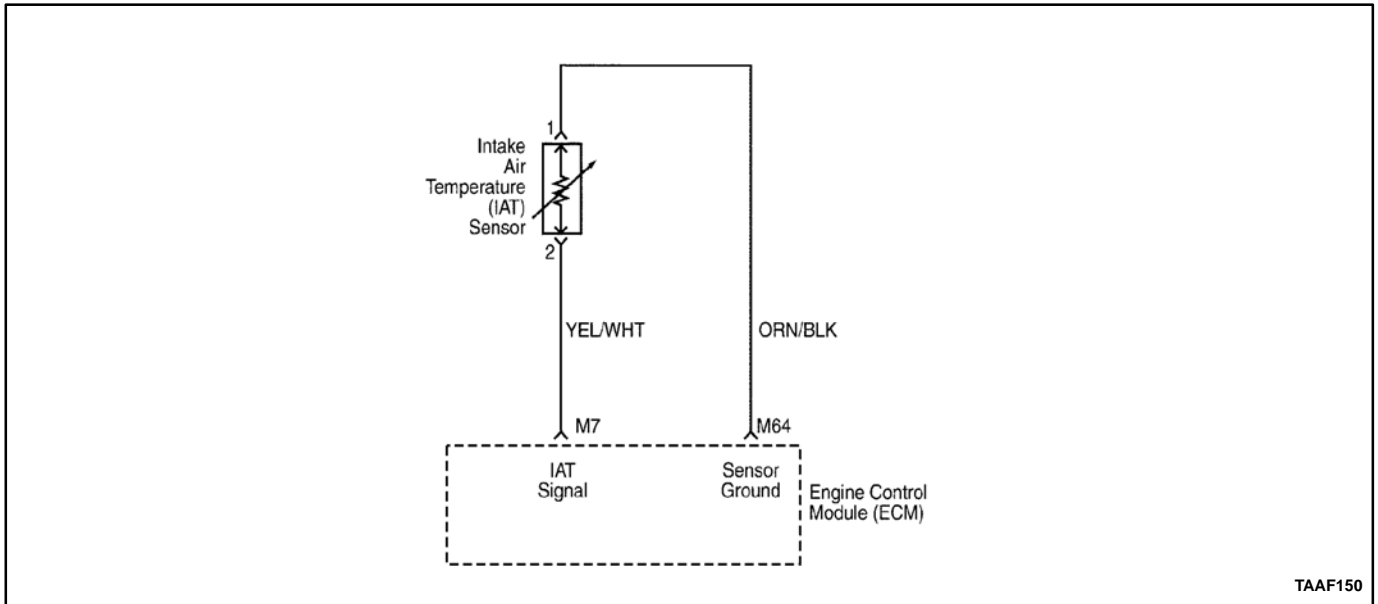 1
Intake
Air
Temperature
(IAT)
Sensor
2
YEL/WHT
ORN/BLK
M7
M64
IAT
Signal
Sensor
Ground
Engine Control
Module (ECM)
TAAF150